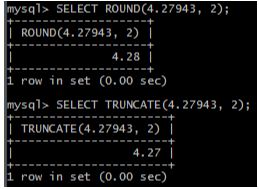 mysql> SELECT ROUND(4.27943, 2);
+-------------------+
| ROUND(4.27943, 2) |
+-------------------+
|              4.28 |
+-------------------+
1 row in set (0.00 sec)
mysql> SELECT TRUNCATE(4.27943, 2);
+----------------------+
| TRUNCATE(4.27943, 2) |
+----------------------+
|                 4.27 |
+----------------------+
1 row in set (0.00 sec)